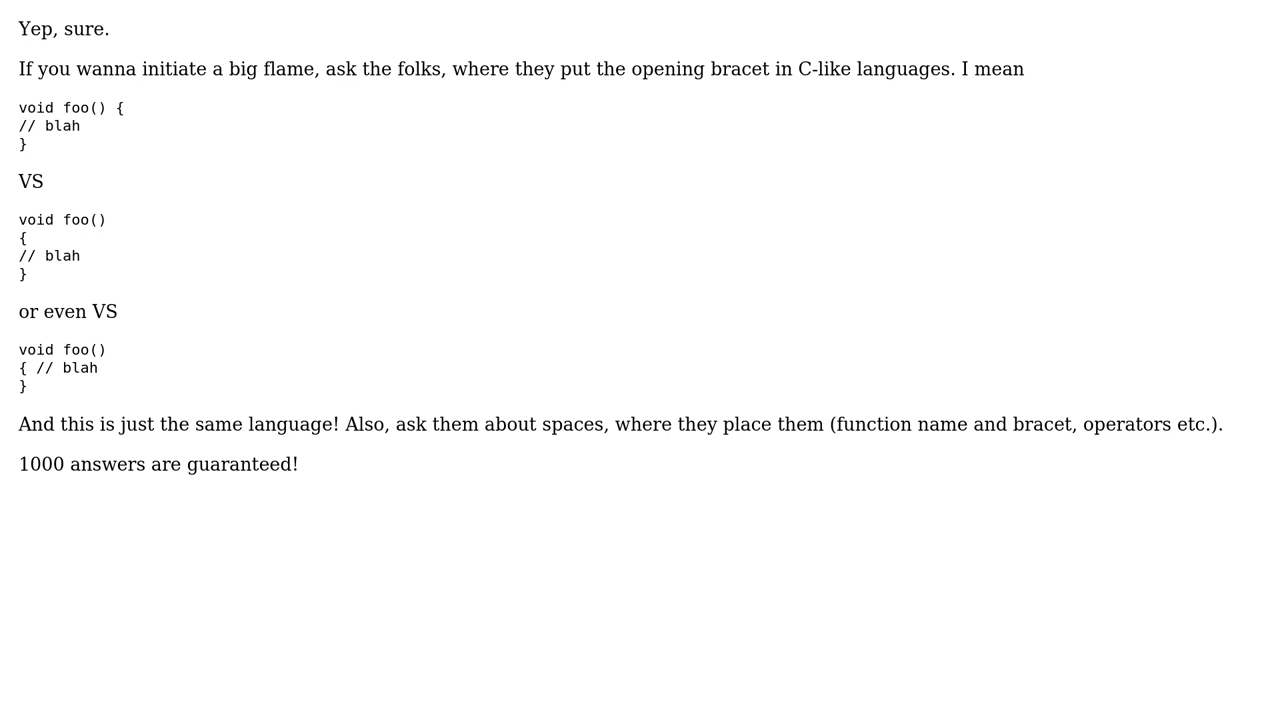 Yep, sure.
If you wanna initiate a big flame, ask the folks, where they put the opening bracet in C-like languages. I mean
void foo() {
// blah
}
VS
void foo()
{
// blah
}
or even VS
void foo()
{ // blah
}
And this is just the same language! Also, ask them about spaces, where they place them (function name and bracet, operators etc.).
1000 answers are guaranteed!